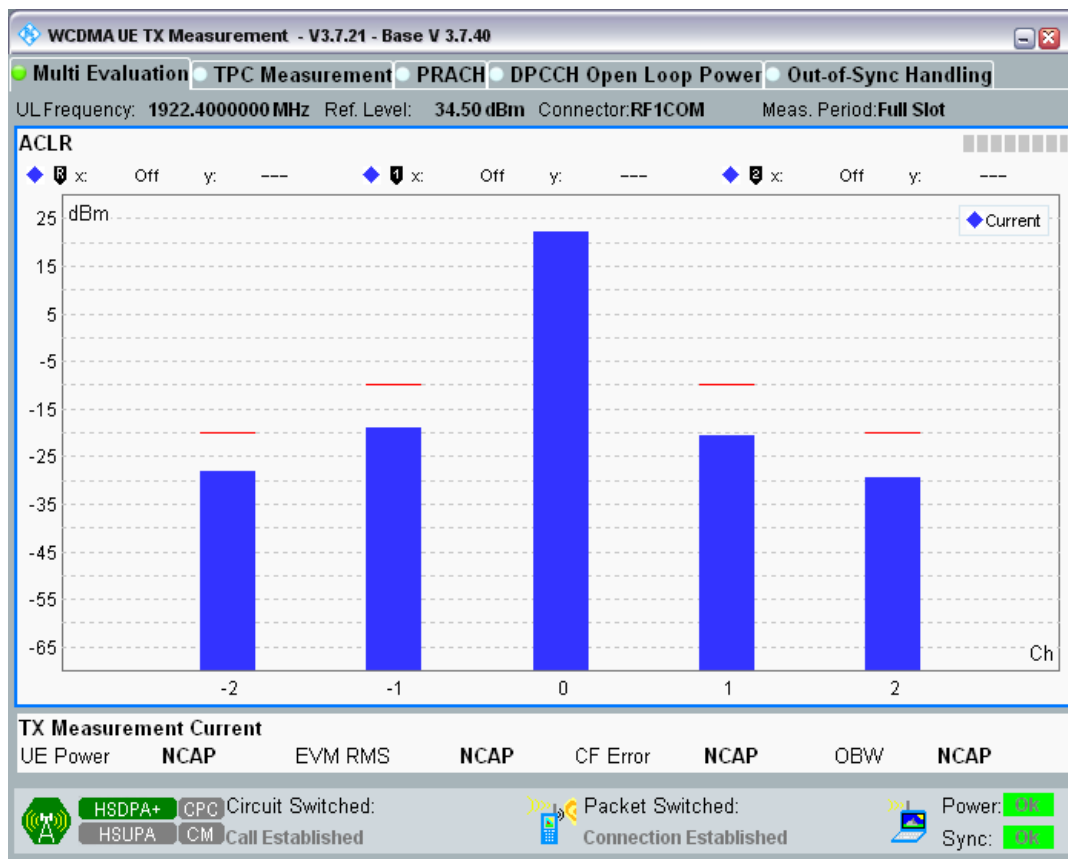 WCDMA UE TX Measurement - V3.7.21 - Base V 3.7.40
Multi Evaluation TPC Measurement PRACH DPCCH Open Loop Power Out-of-Sync Handling
UL Frequency: 1922.4000000 MHz Ref. Level: 34.50 dBm Connector:RF1COM Meas. Period:Full Slot
ACLR
R x: Off y: --- 1 x: Off y: --- 2 x: Off y: ---
dBm
Current
25
15
5
-5
-15
-25
-35
-45
-55
-65
Ch
-2 -1 0 1 2
TX Measurement Current
UE Power NCAP EVM RMS NCAP CF Error NCAP OBW NCAP
HSDPA+ CPC Circuit Switched: Packet Switched: Power: OK
HSUPA CM Call Established Connection Established Sync: OK